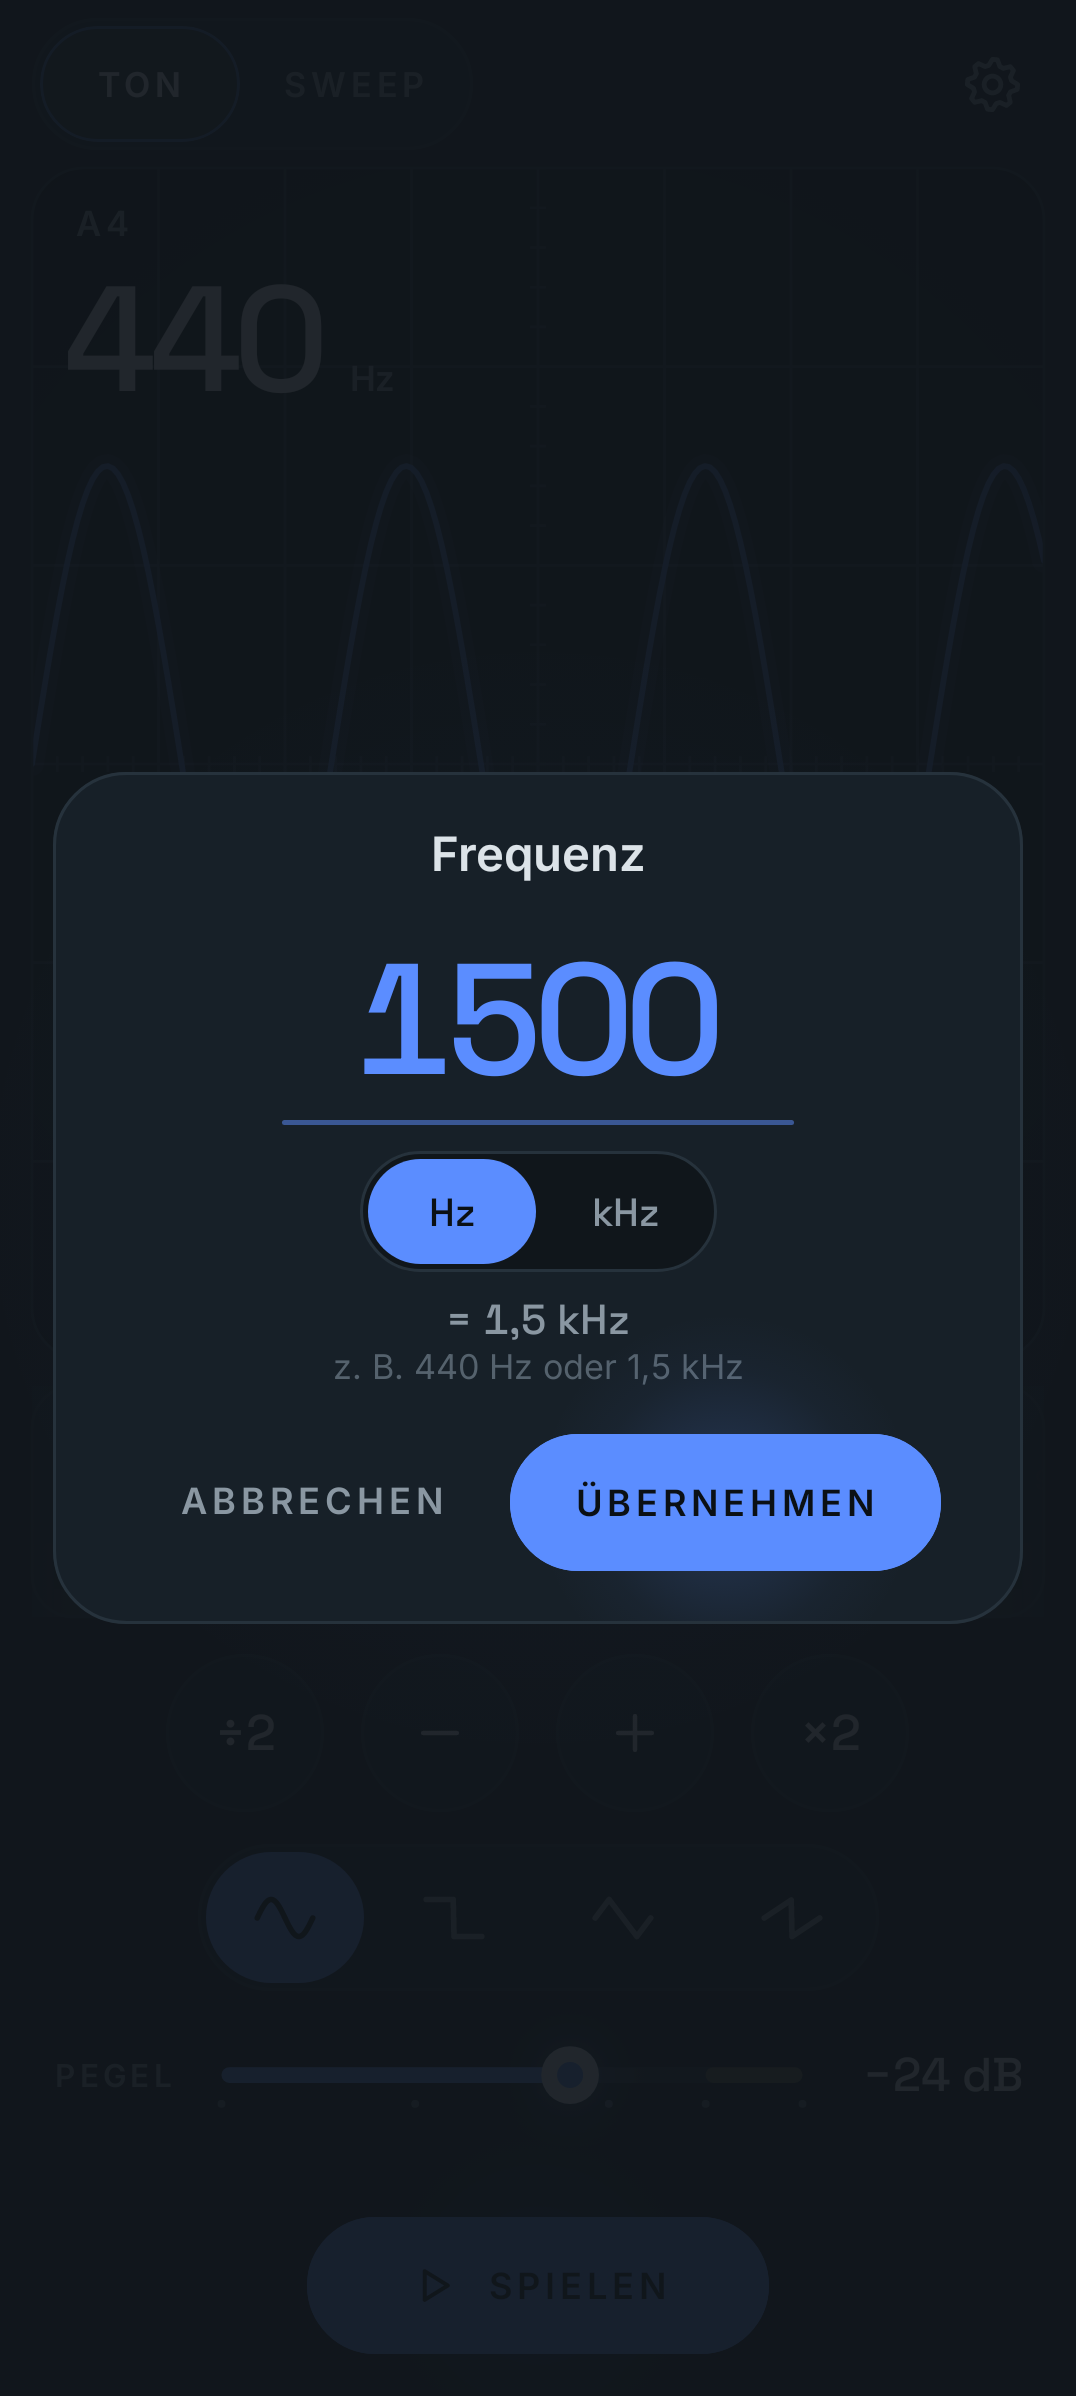 TON SWEEP
A4
440 Hz
Frequenz
1500
Hz kHz
= 1,5 kHz
z. B. 440 Hz oder 1,5 kHz
ABBRECHEN ÜBERNEHMEN
÷2 − + ×2
PEGEL −24 dB
SPIELEN